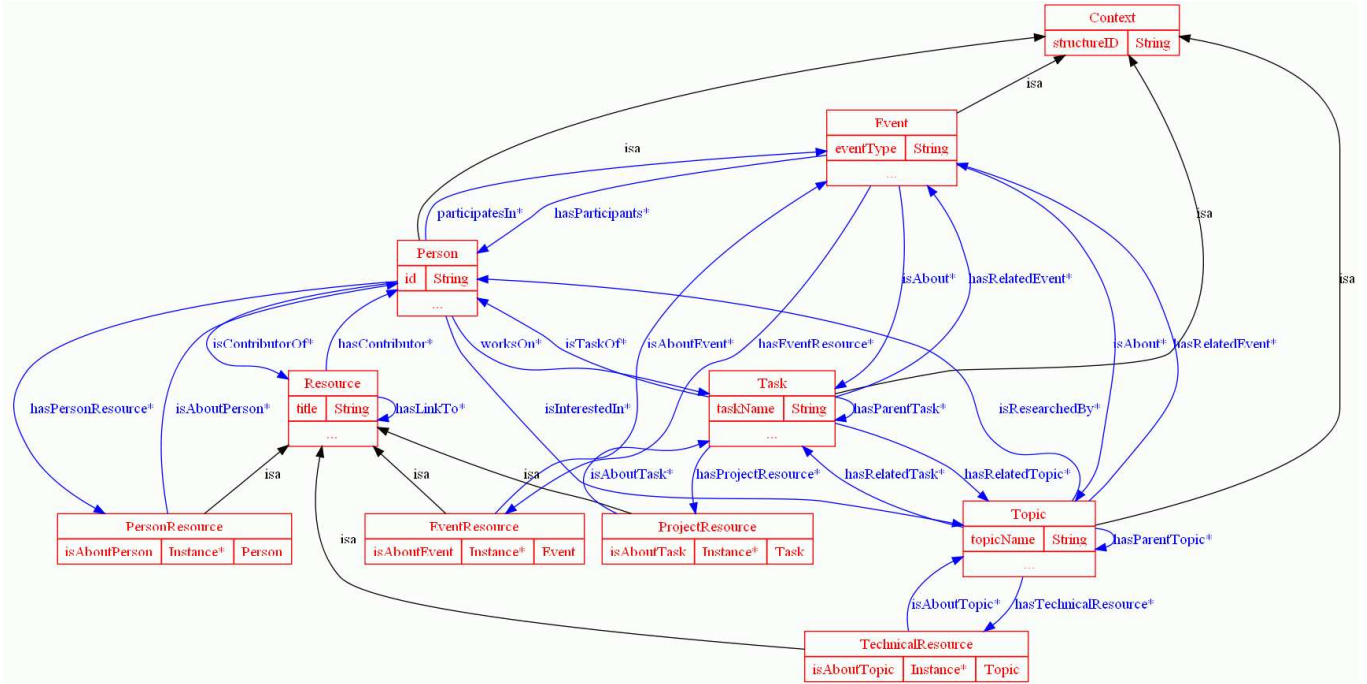 Context
structureID String
isa
Event
eventType String
...
isa
participatesIn* hasParticipants*
isa
isa
Person
id String
...
isAbout* hasRelatedEvent*
isContributorOf* hasContributor* worksOn* isTaskOf* isAboutEvent* hasEventResource* isAbout* hasRelatedEvent*
Resource
title String
...
hasLinkTo*
Task
taskName String
...
hasParentTask*
hasPersonResource* isAboutPerson* isInterestedIn* isResearchedBy*
isa isa isAboutTask* isa hasProjectResource* hasRelatedTask* hasRelatedTopic*
PersonResource
isAboutPerson Instance* Person
EventResource
isAboutEvent Instance* Event
ProjectResource
isAboutTask Instance* Task
Topic
topicName String
...
hasParentTopic*
isa
isAboutTopic* hasTechnicalResource*
TechnicalResource
isAboutTopic Instance* Topic